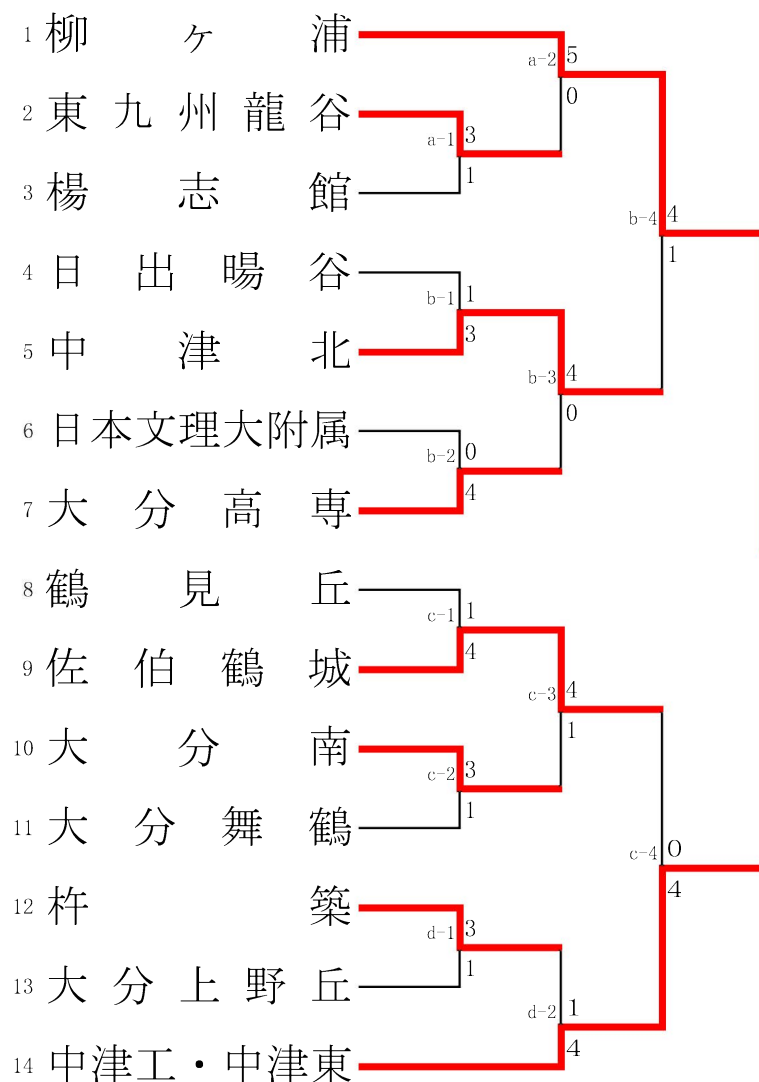 1 柳ヶ浦
a-2 5
2 東九州龍谷
0
a-1 3
3 楊志館
1
b-4 4
4 日出暘谷
1
b-1 1
5 中津北
3
b-3 4
6 日本文理大附属
0
b-2 0
7 大分高専
4
8 鶴見丘
c-1 1
9 佐伯鶴城
4
c-3 4
10 大分南
1
c-2 3
11 大分舞鶴
1
c-4 0
12 杵築
4
d-1 3
13 大分上野丘
1
d-2 1
14 中津工・中津東
4